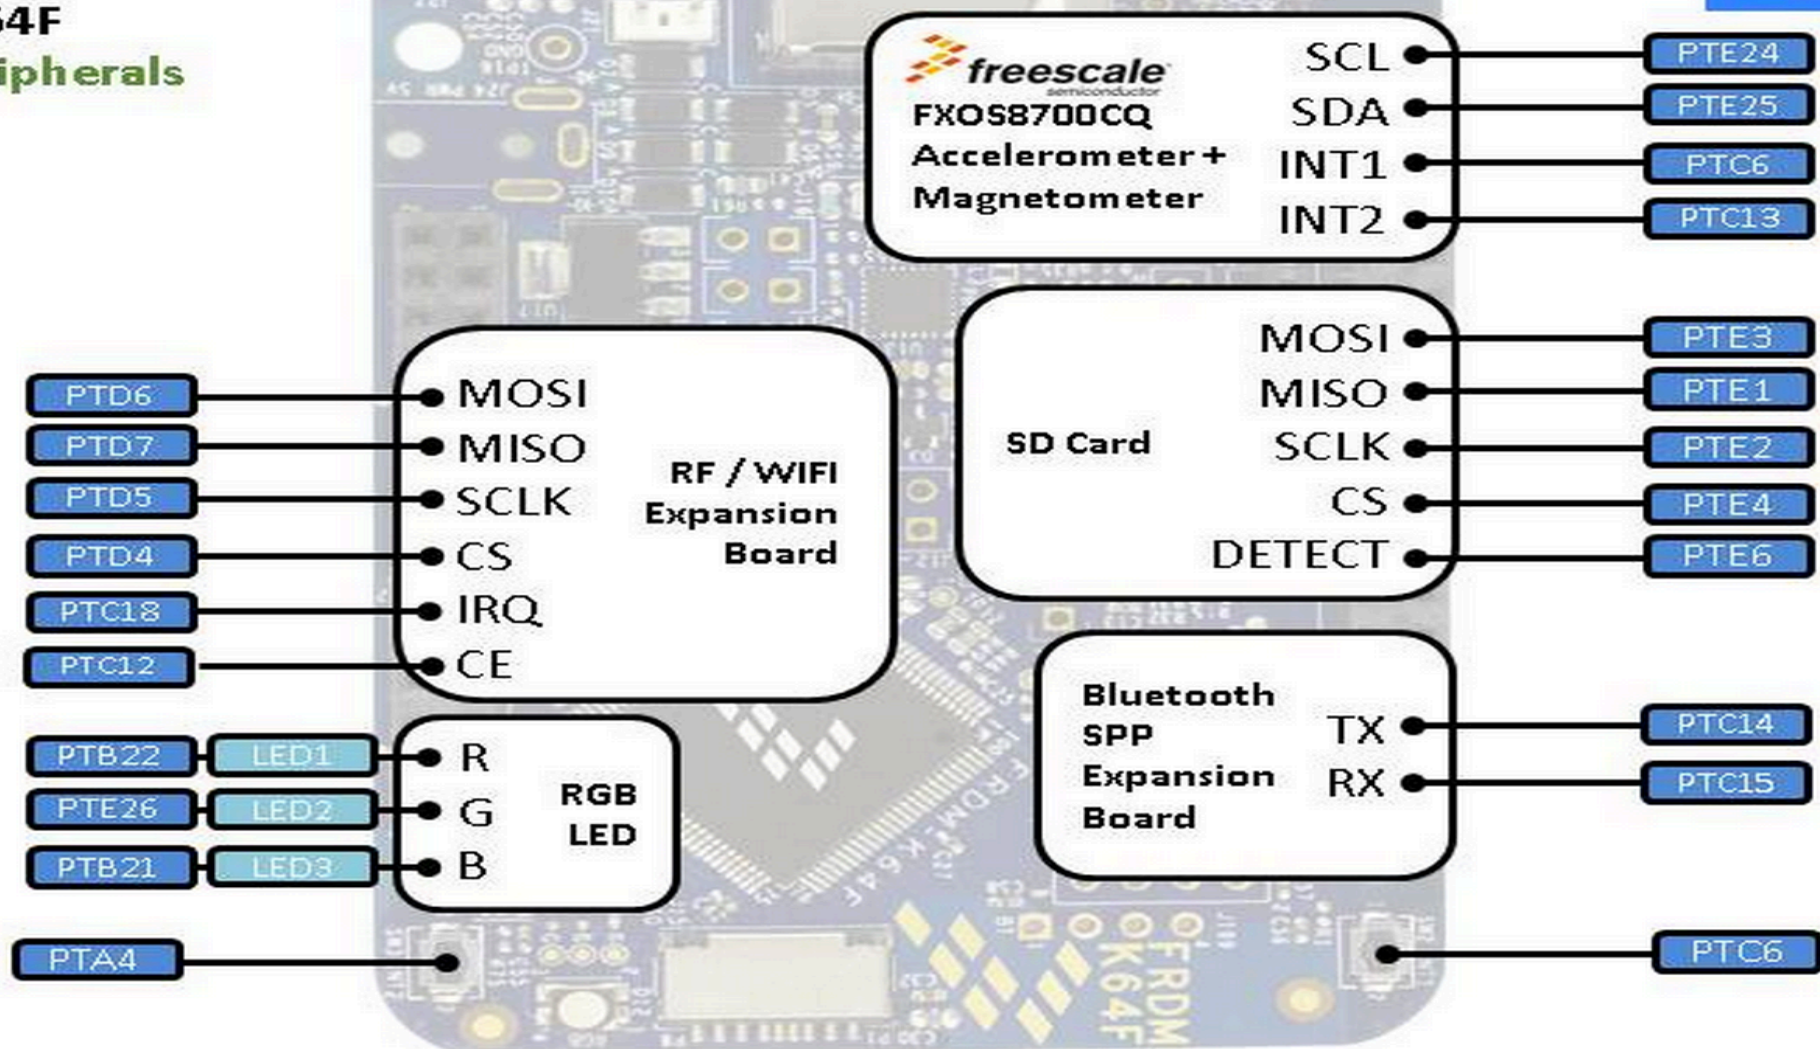 64F
ipherals
freescale
semiconductor
FXOS8700CQ
Accelerometer +
Magnetometer
SCL
PTE24
SDA
PTE25
INT1
PTC6
INT2
PTC13
MOSI
PTE3
MISO
PTE1
SD Card
SCLK
PTE2
CS
PTE4
DETECT
PTE6
PTD6
MOSI
PTD7
MISO
PTD5
SCLK
PTD4
CS
PTC18
IRQ
PTC12
CE
RF / WIFI
Expansion
Board
Bluetooth
SPP
Expansion
Board
TX
PTC14
RX
PTC15
PTB22
LED1
R
PTE26
LED2
G
PTB21
LED3
B
RGB
LED
PTA4
PTC6
FRDM-K64F
FRDM
K64F